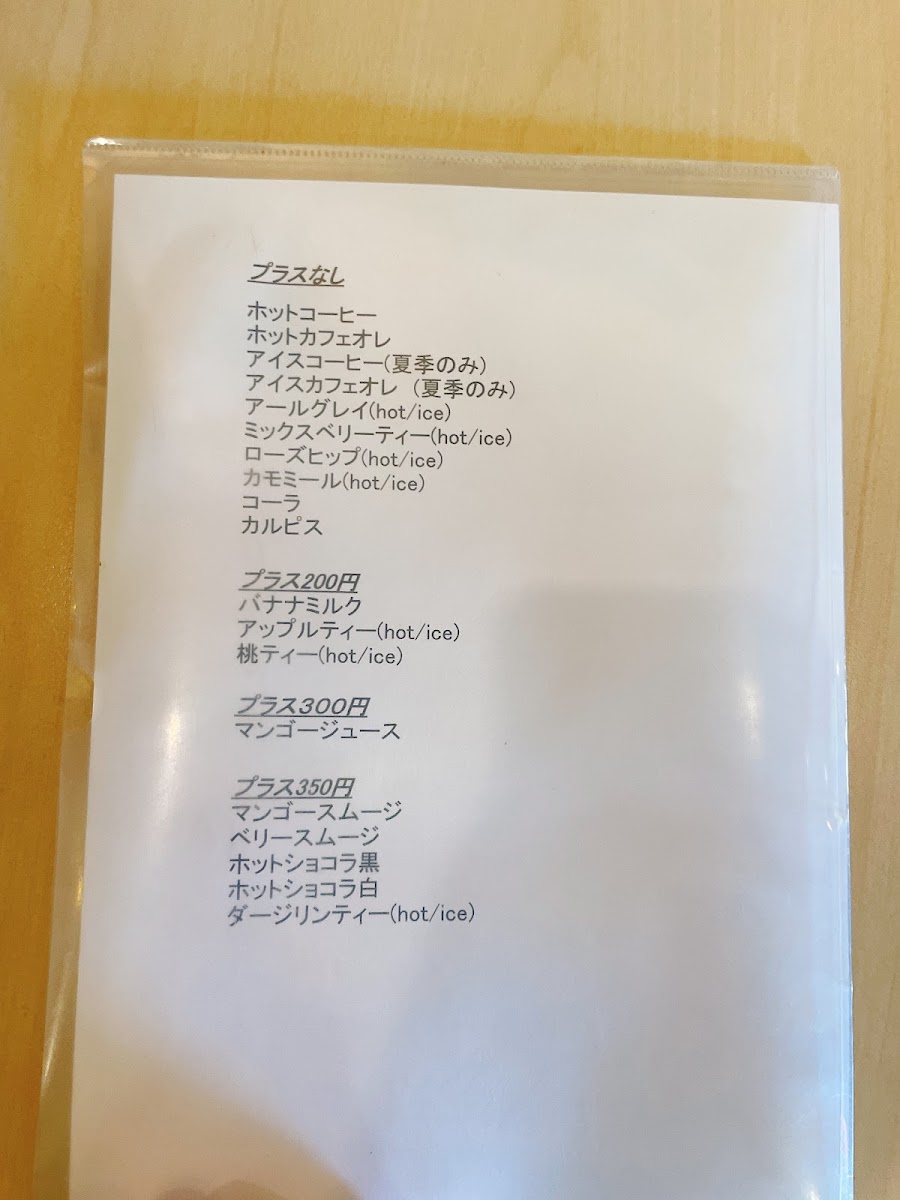 プラスなし
ホットコーヒー
ホットカフェオレ
アイスコーヒー(夏季のみ)
アイスカフェオレ (夏季のみ)
アールグレイ(hot/ice)
ミックスベリーティー(hot/ice)
ローズヒップ(hot/ice)
カモミール(hot/ice)
コーラ
カルピス
プラス200円
バナナミルク
アップルティー(hot/ice)
桃ティー(hot/ice)
プラス３００円
マンゴージュース
プラス350円
マンゴースムージ
ベリースムージ
ホットショコラ黒
ホットショコラ白
ダージリンティー(hot/ice)